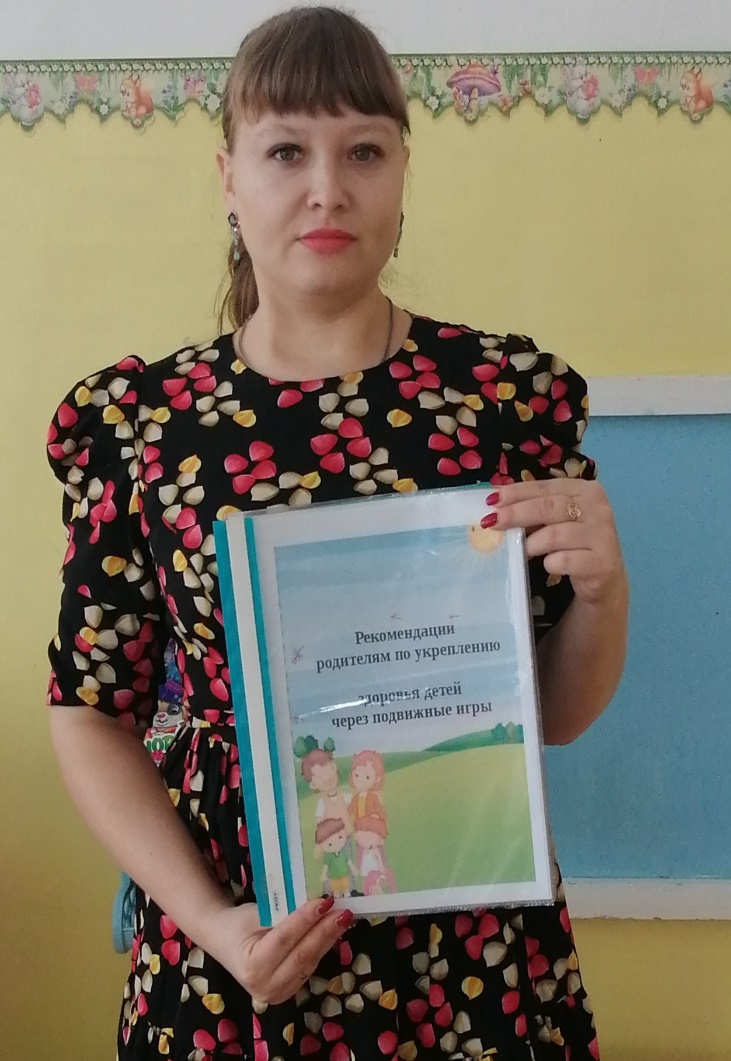 Рекомендации
родителям по укреплению
здоровья детей
через подвижные игры